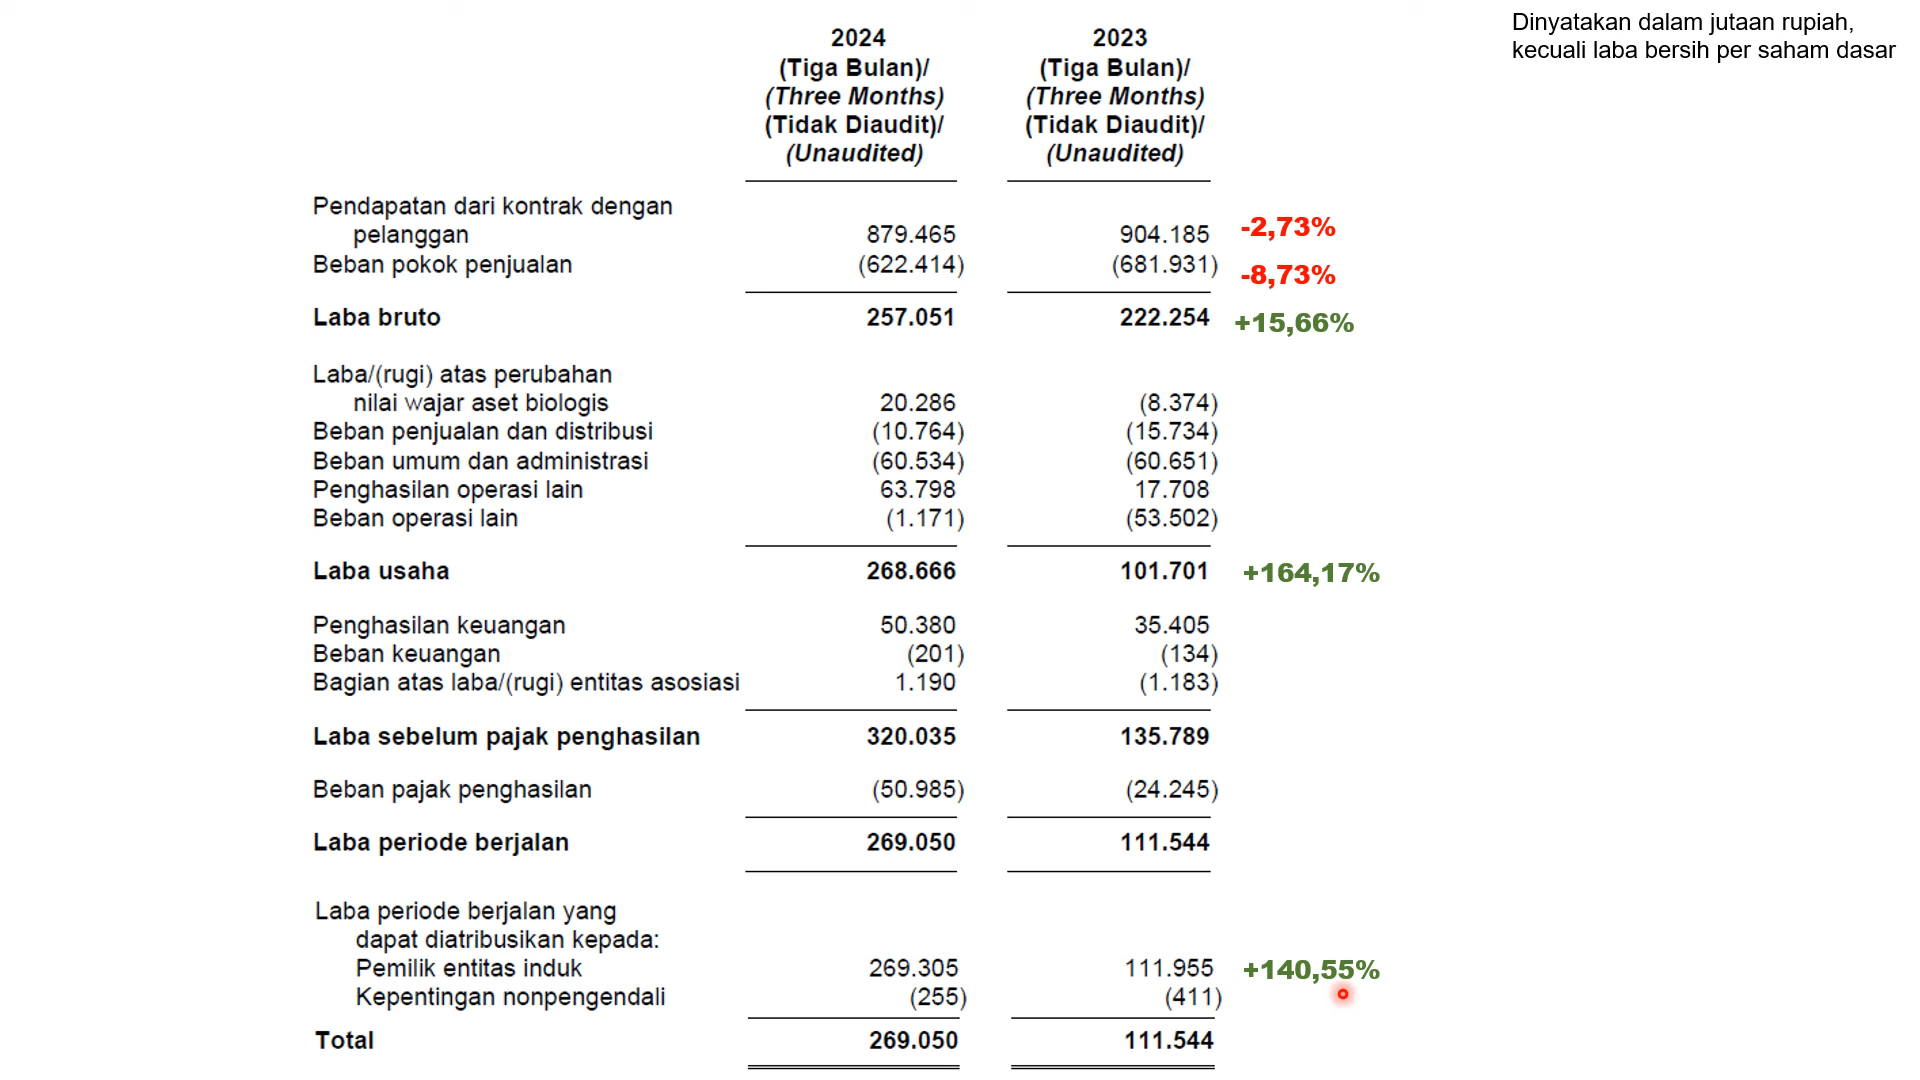 Dinyatakan dalam jutaan rupiah,
kecuali laba bersih per saham dasar
2024 2023
(Tiga Bulan)/ (Tiga Bulan)/
(Three Months) (Three Months)
(Tidak Diaudit)/ (Tidak Diaudit)/
(Unaudited) (Unaudited)
Pendapatan dari kontrak dengan
pelanggan 879.465 904.185 -2,73%
Beban pokok penjualan (622.414) (681.931) -8,73%
Laba bruto 257.051 222.254 +15,66%
Laba/(rugi) atas perubahan
nilai wajar aset biologis 20.286 (8.374)
Beban penjualan dan distribusi (10.764) (15.734)
Beban umum dan administrasi (60.534) (60.651)
Penghasilan operasi lain 63.798 17.708
Beban operasi lain (1.171) (53.502)
Laba usaha 268.666 101.701 +164,17%
Penghasilan keuangan 50.380 35.405
Beban keuangan (201) (134)
Bagian atas laba/(rugi) entitas asosiasi 1.190 (1.183)
Laba sebelum pajak penghasilan 320.035 135.789
Beban pajak penghasilan (50.985) (24.245)
Laba periode berjalan 269.050 111.544
Laba periode berjalan yang
dapat diatribusikan kepada:
Pemilik entitas induk 269.305 111.955 +140,55%
Kepentingan nonpengendali (255) (411)
Total 269.050 111.544